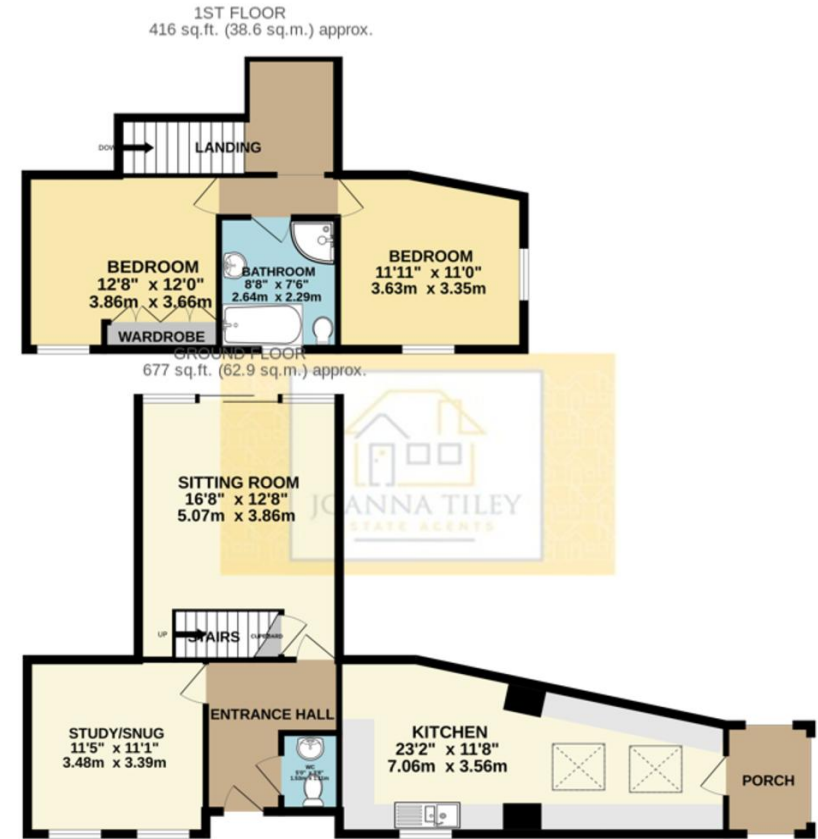 1ST FLOOR
416 sq.ft. (38.6 sq.m.) approx.
LANDING
BEDROOM
12'8" x 12'0"
3.86m x 3.66m
WARDROBE
BATHROOM
8'8" x 7'6"
2.64m x 2.29m
BEDROOM
11'11" x 11'0"
3.63m x 3.35m
GROUND FLOOR
677 sq.ft. (62.9 sq.m.) approx.
SITTING ROOM
16'8" x 12'8"
5.07m x 3.86m
JOANNA TILEY
ESTATE AGENTS
UP
STAIRS
CUPBOARD
STUDY/SNUG
11'5" x 11'1"
3.48m x 3.39m
ENTRANCE HALL
WC
KITCHEN
23'2" x 11'8"
7.06m x 3.56m
PORCH